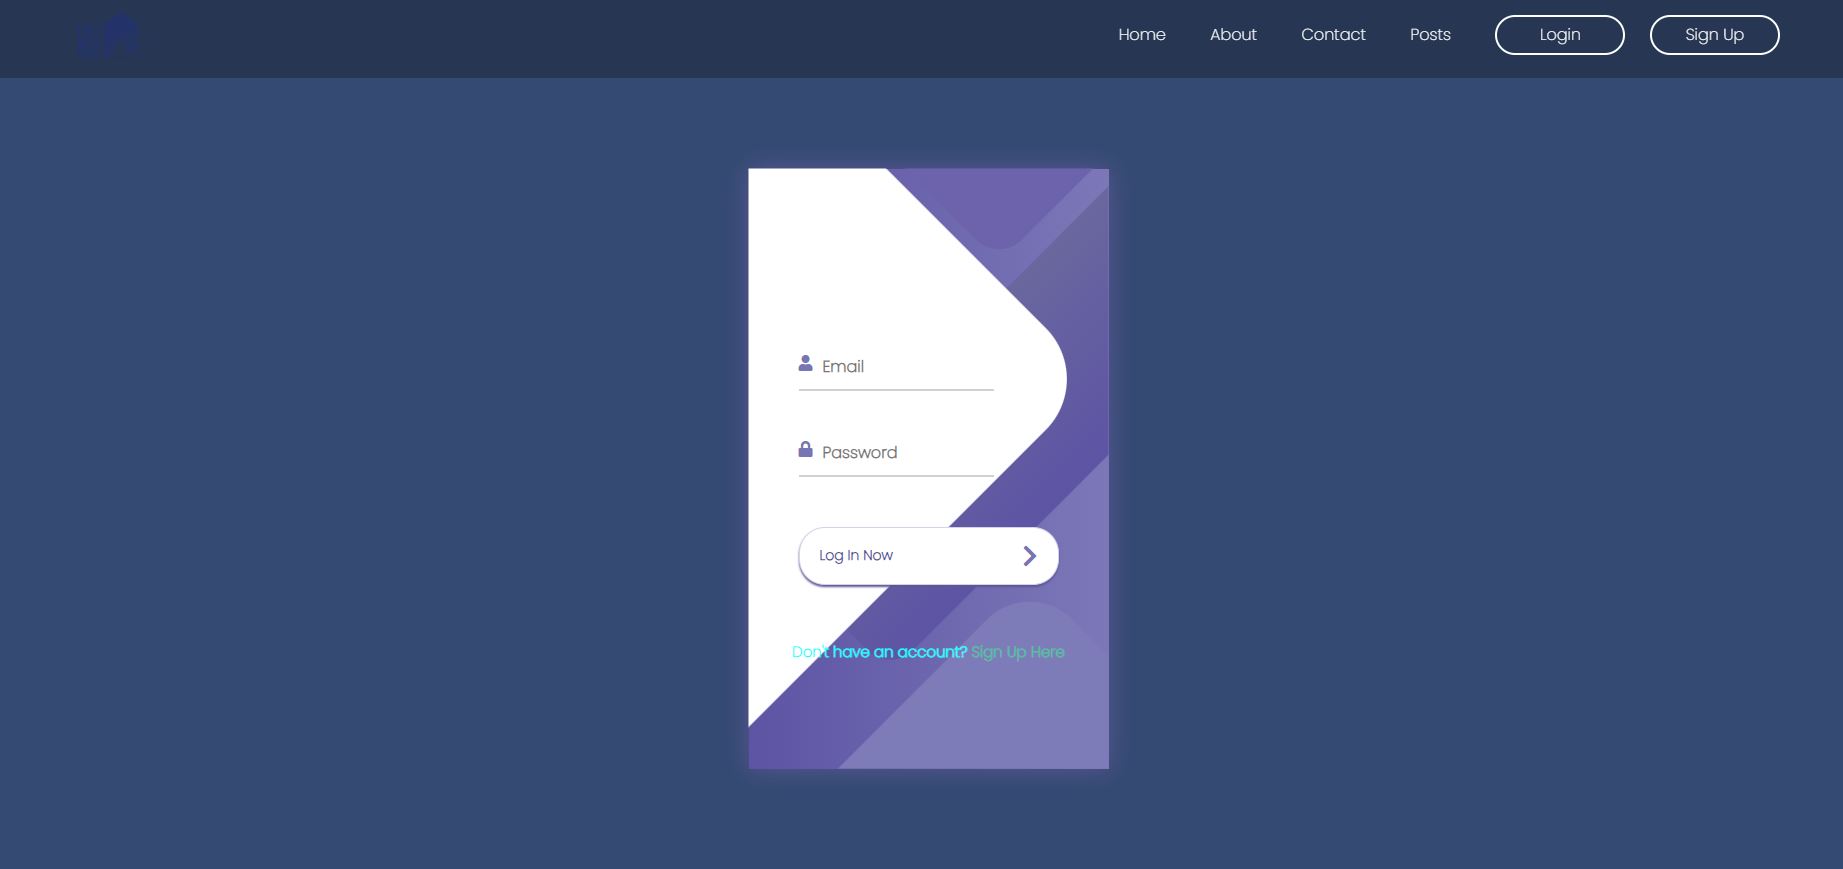 Home About Contact Posts Login Sign Up
Email
Password
Log In Now
Don't have an account? Sign Up Here